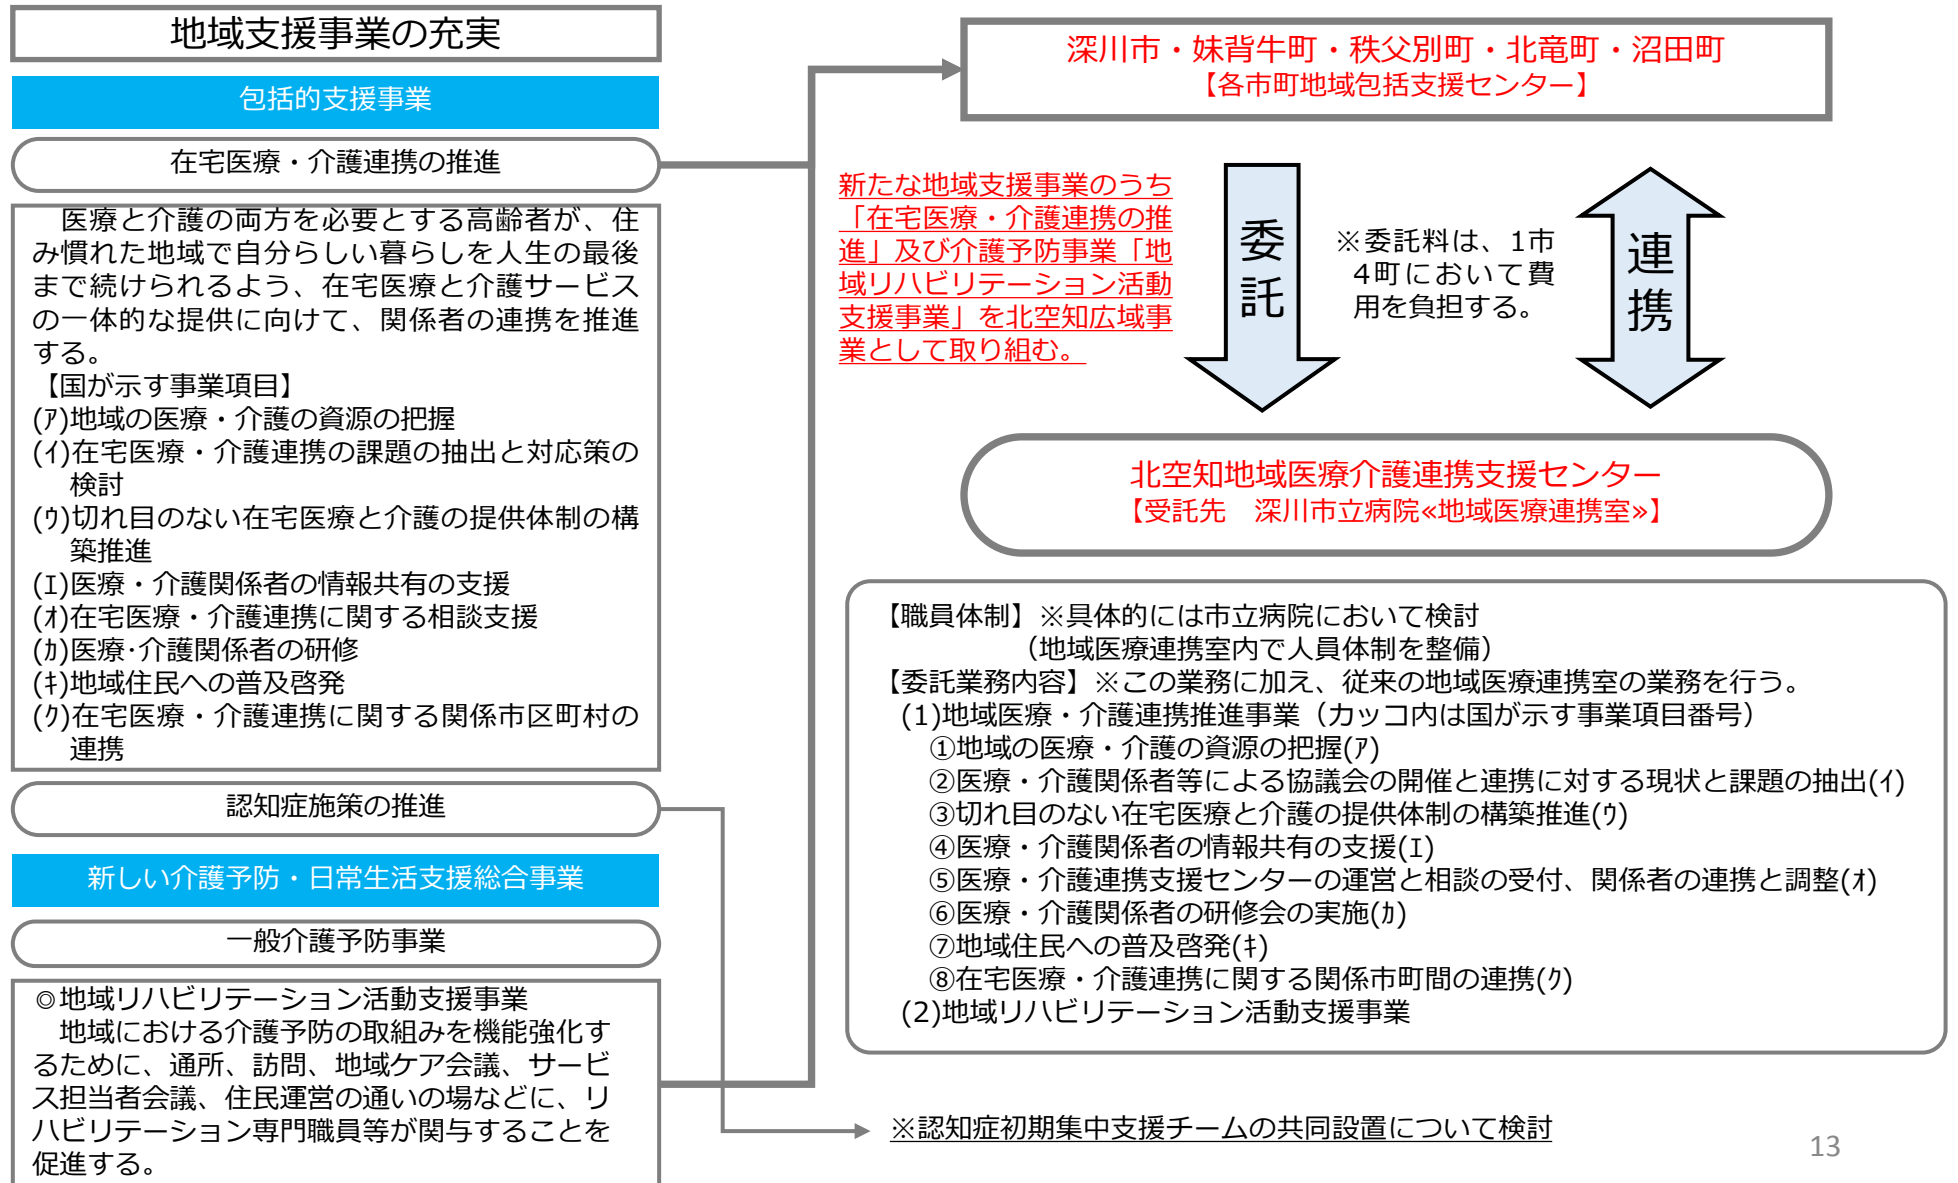 地域支援事業の充実
包括的支援事業
在宅医療・介護連携の推進
医療と介護の両方を必要とする高齢者が、住
み慣れた地域で自分らしい暮らしを人生の最後
まで続けられるよう、在宅医療と介護サービス
の一体的な提供に向けて、関係者の連携を推進
する。
【国が示す事業項目】
(ｱ)地域の医療・介護の資源の把握
(ｲ)在宅医療・介護連携の課題の抽出と対応策の
検討
(ｳ)切れ目のない在宅医療と介護の提供体制の構
築推進
(ｴ)医療・介護関係者の情報共有の支援
(ｵ)在宅医療・介護連携に関する相談支援
(ｶ)医療･介護関係者の研修
(ｷ)地域住民への普及啓発
(ｸ)在宅医療・介護連携に関する関係市区町村の
連携
認知症施策の推進
新しい介護予防・日常生活支援総合事業
一般介護予防事業
◎地域リハビリテーション活動支援事業
地域における介護予防の取組みを機能強化す
るために、通所、訪問、地域ケア会議、サービ
ス担当者会議、住民運営の通いの場などに、リ
ハビリテーション専門職員等が関与することを
促進する。
深川市・妹背牛町・秩父別町・北竜町・沼田町
【各市町地域包括支援センター】
新たな地域支援事業のうち
「在宅医療・介護連携の推
進」及び介護予防事業「地
域リハビリテーション活動
支援事業」を北空知広域事
業として取り組む。
委託
※委託料は、1市
4町において費
用を負担する。
連携
北空知地域医療介護連携支援センター
【受託先　深川市立病院«地域医療連携室»】
【職員体制】※具体的には市立病院において検討
（地域医療連携室内で人員体制を整備）
【委託業務内容】※この業務に加え、従来の地域医療連携室の業務を行う。
(1)地域医療・介護連携推進事業（カッコ内は国が示す事業項目番号）
①地域の医療・介護の資源の把握(ｱ)
②医療・介護関係者等による協議会の開催と連携に対する現状と課題の抽出(ｲ)
③切れ目のない在宅医療と介護の提供体制の構築推進(ｳ)
④医療・介護関係者の情報共有の支援(ｴ)
⑤医療・介護連携支援センターの運営と相談の受付、関係者の連携と調整(ｵ)
⑥医療・介護関係者の研修会の実施(ｶ)
⑦地域住民への普及啓発(ｷ)
⑧在宅医療・介護連携に関する関係市町間の連携(ｸ)
(2)地域リハビリテーション活動支援事業
※認知症初期集中支援チームの共同設置について検討
13